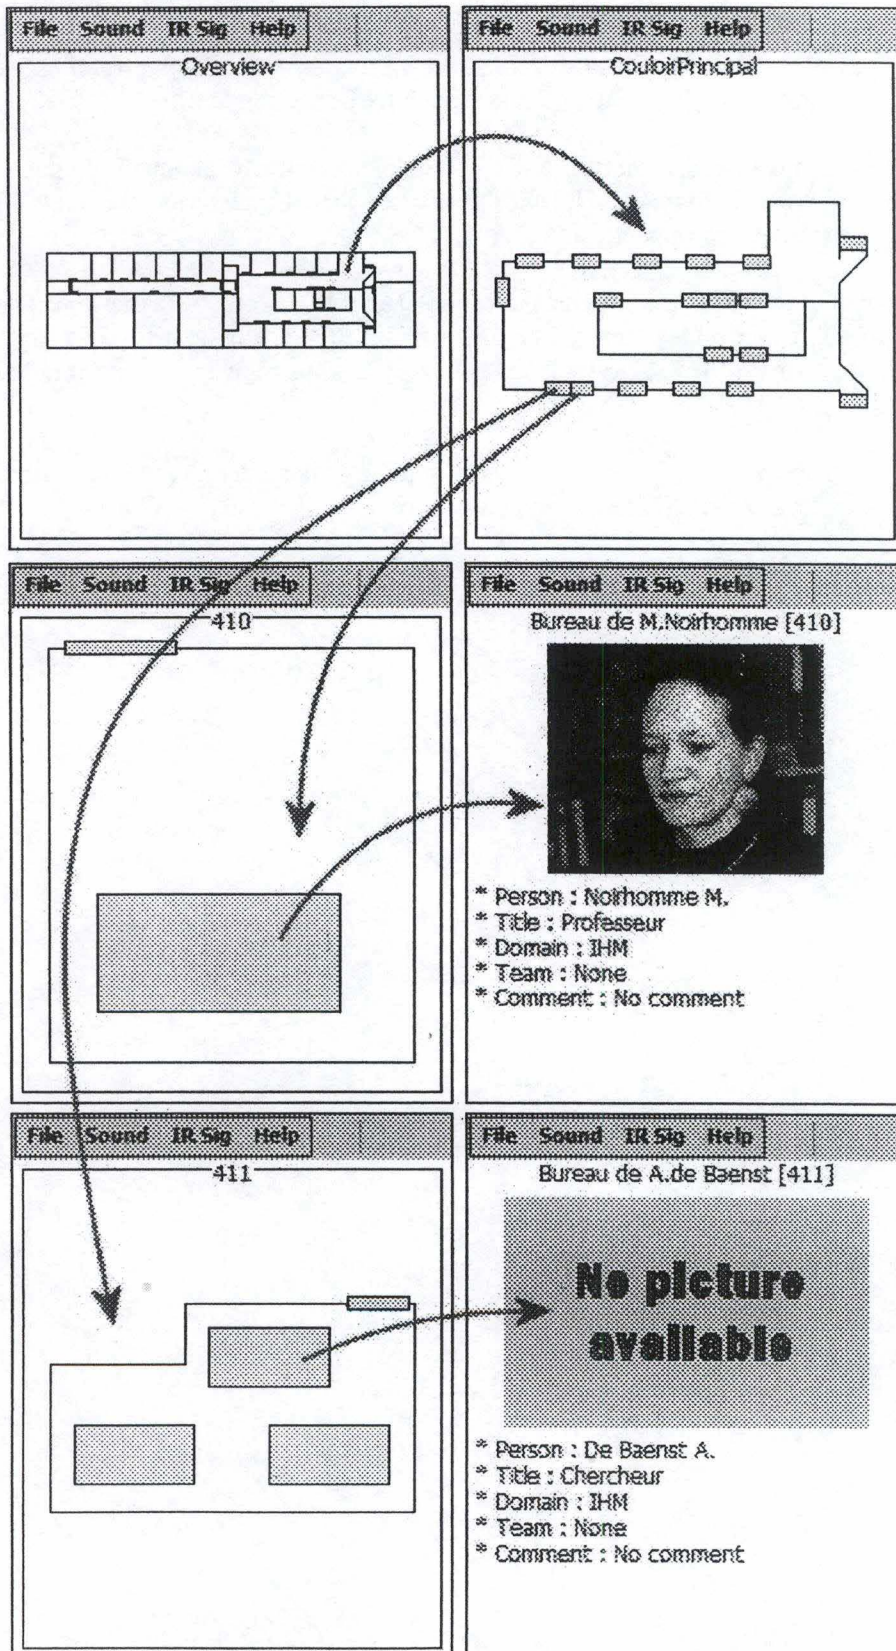 File Sound IR Sig Help
Overview
File Sound IR Sig Help
CouloirPrincipal
File Sound IR Sig Help
410
File Sound IR Sig Help
Bureau de M.Noirhomme [410]
* Person : Noirhomme M.
* Title : Professeur
* Domain : IHM
* Team : None
* Comment : No comment
File Sound IR Sig Help
411
File Sound IR Sig Help
Bureau de A.de Baenst [411]
No picture
available
* Person : De Baenst A.
* Title : Chercheur
* Domain : IHM
* Team : None
* Comment : No comment